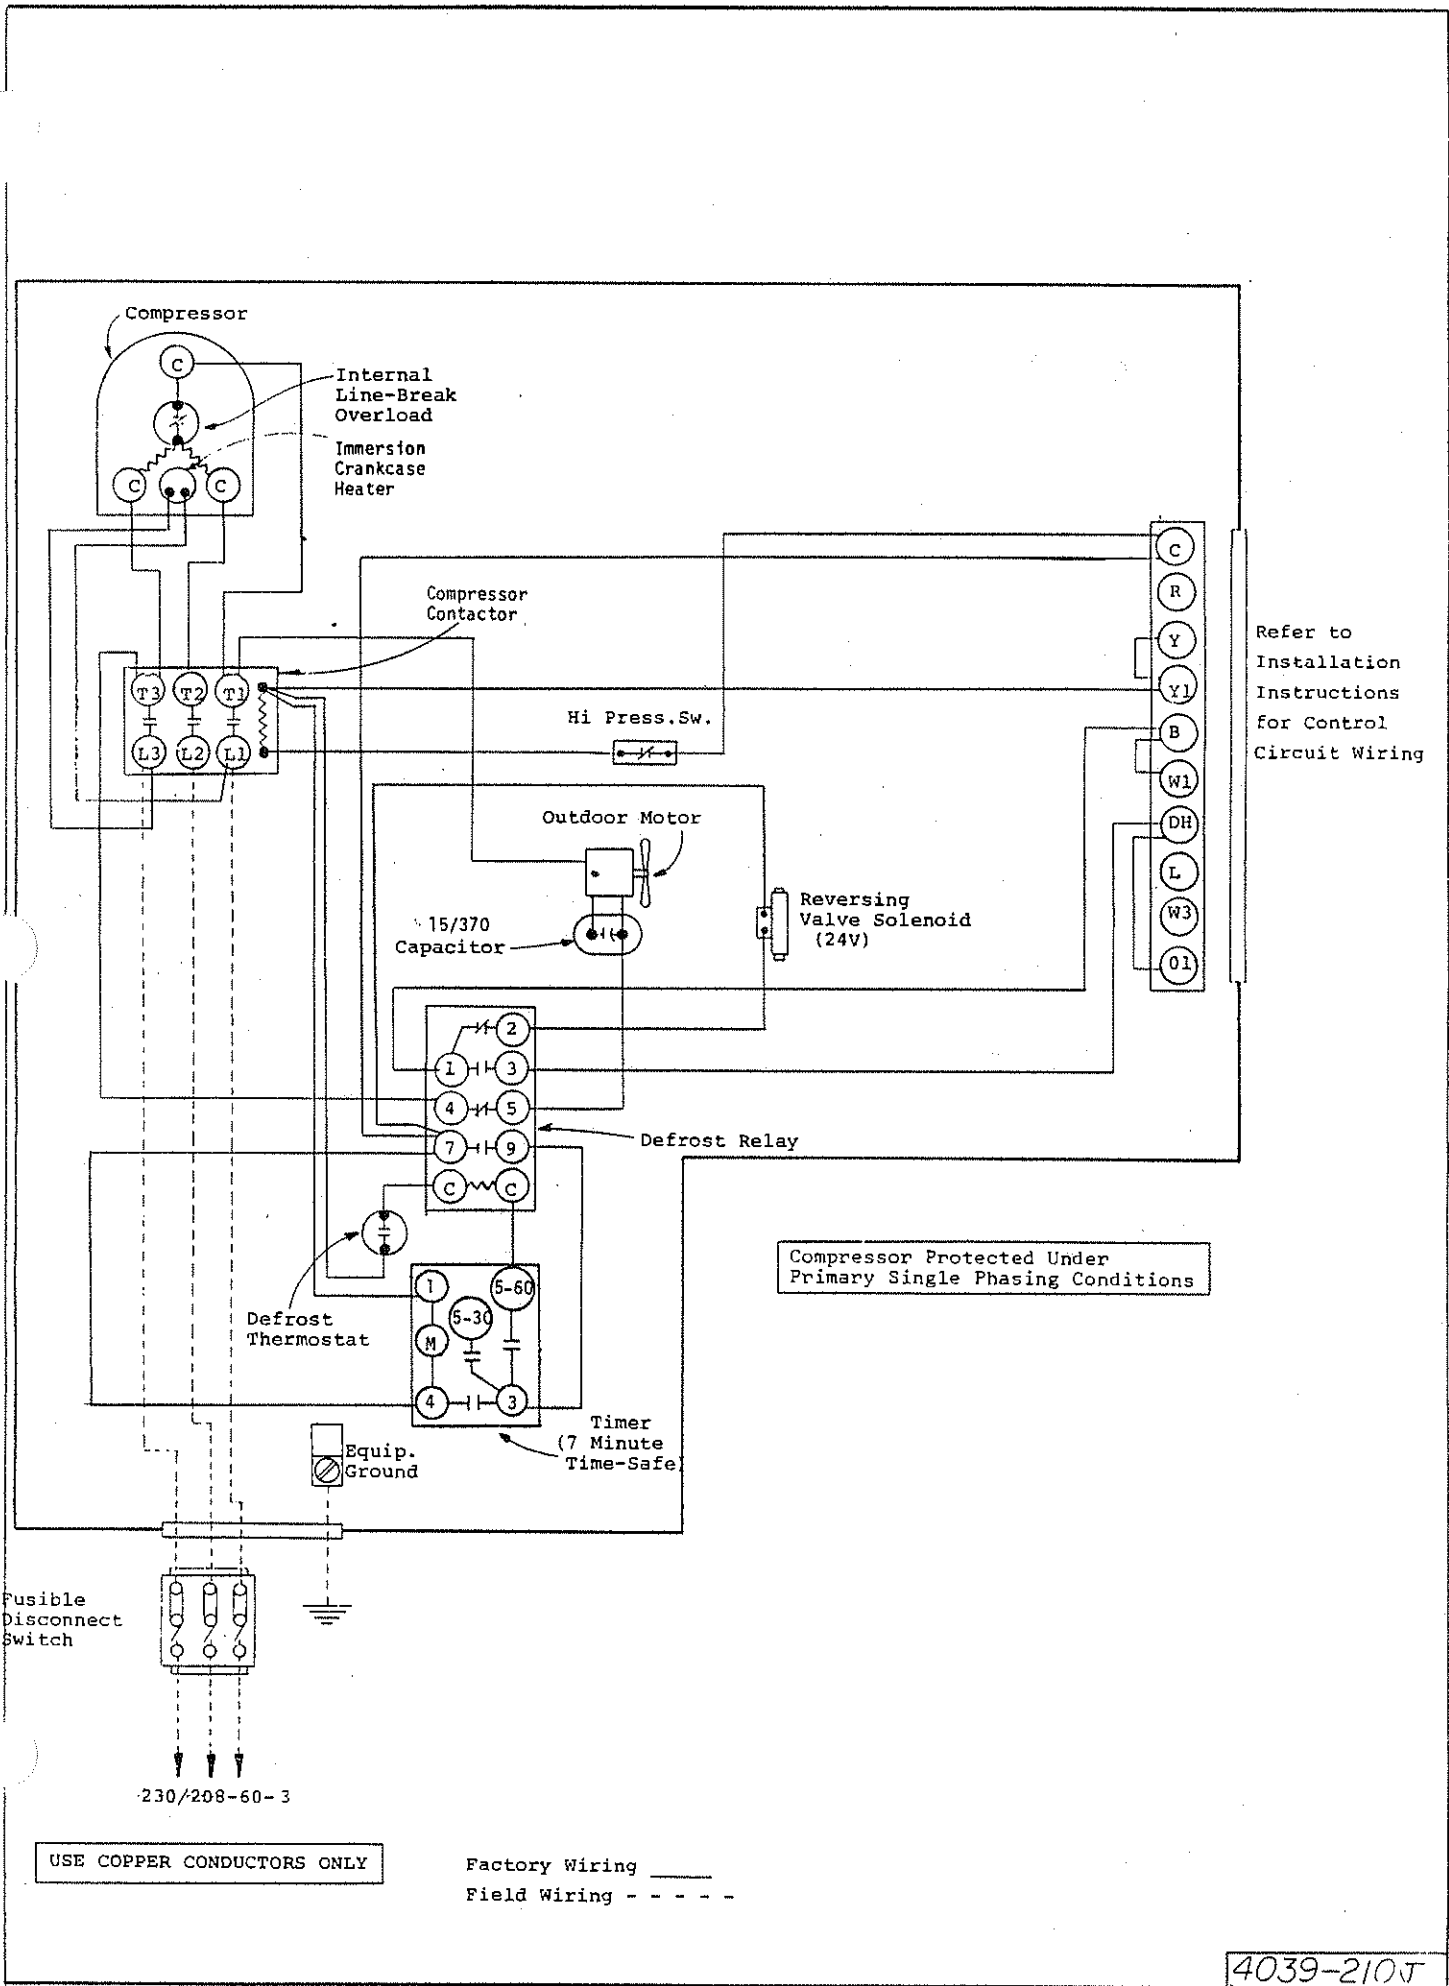 Compressor
C
Internal
Line-Break
Overload
Immersion
Crankcase
Heater
C
C
Compressor
Contactor
T3
T2
T1
L3
L2
L1
Hi Press.Sw.
C
R
Y
Y1
B
W1
DH
L
W3
O1
Refer to
Installation
Instructions
for Control
Circuit Wiring
Outdoor Motor
15/370
Capacitor
Reversing
Valve Solenoid
(24V)
2
1
3
4
5
7
9
C
C
Defrost Relay
Defrost
Thermostat
1
5-60
5-30
M
4
3
Timer
(7 Minute
Time-Safe)
Compressor Protected Under
Primary Single Phasing Conditions
Equip.
Ground
Fusible
Disconnect
Switch
230/208-60-3
USE COPPER CONDUCTORS ONLY
Factory Wiring
Field Wiring - - - - -
4039-210J